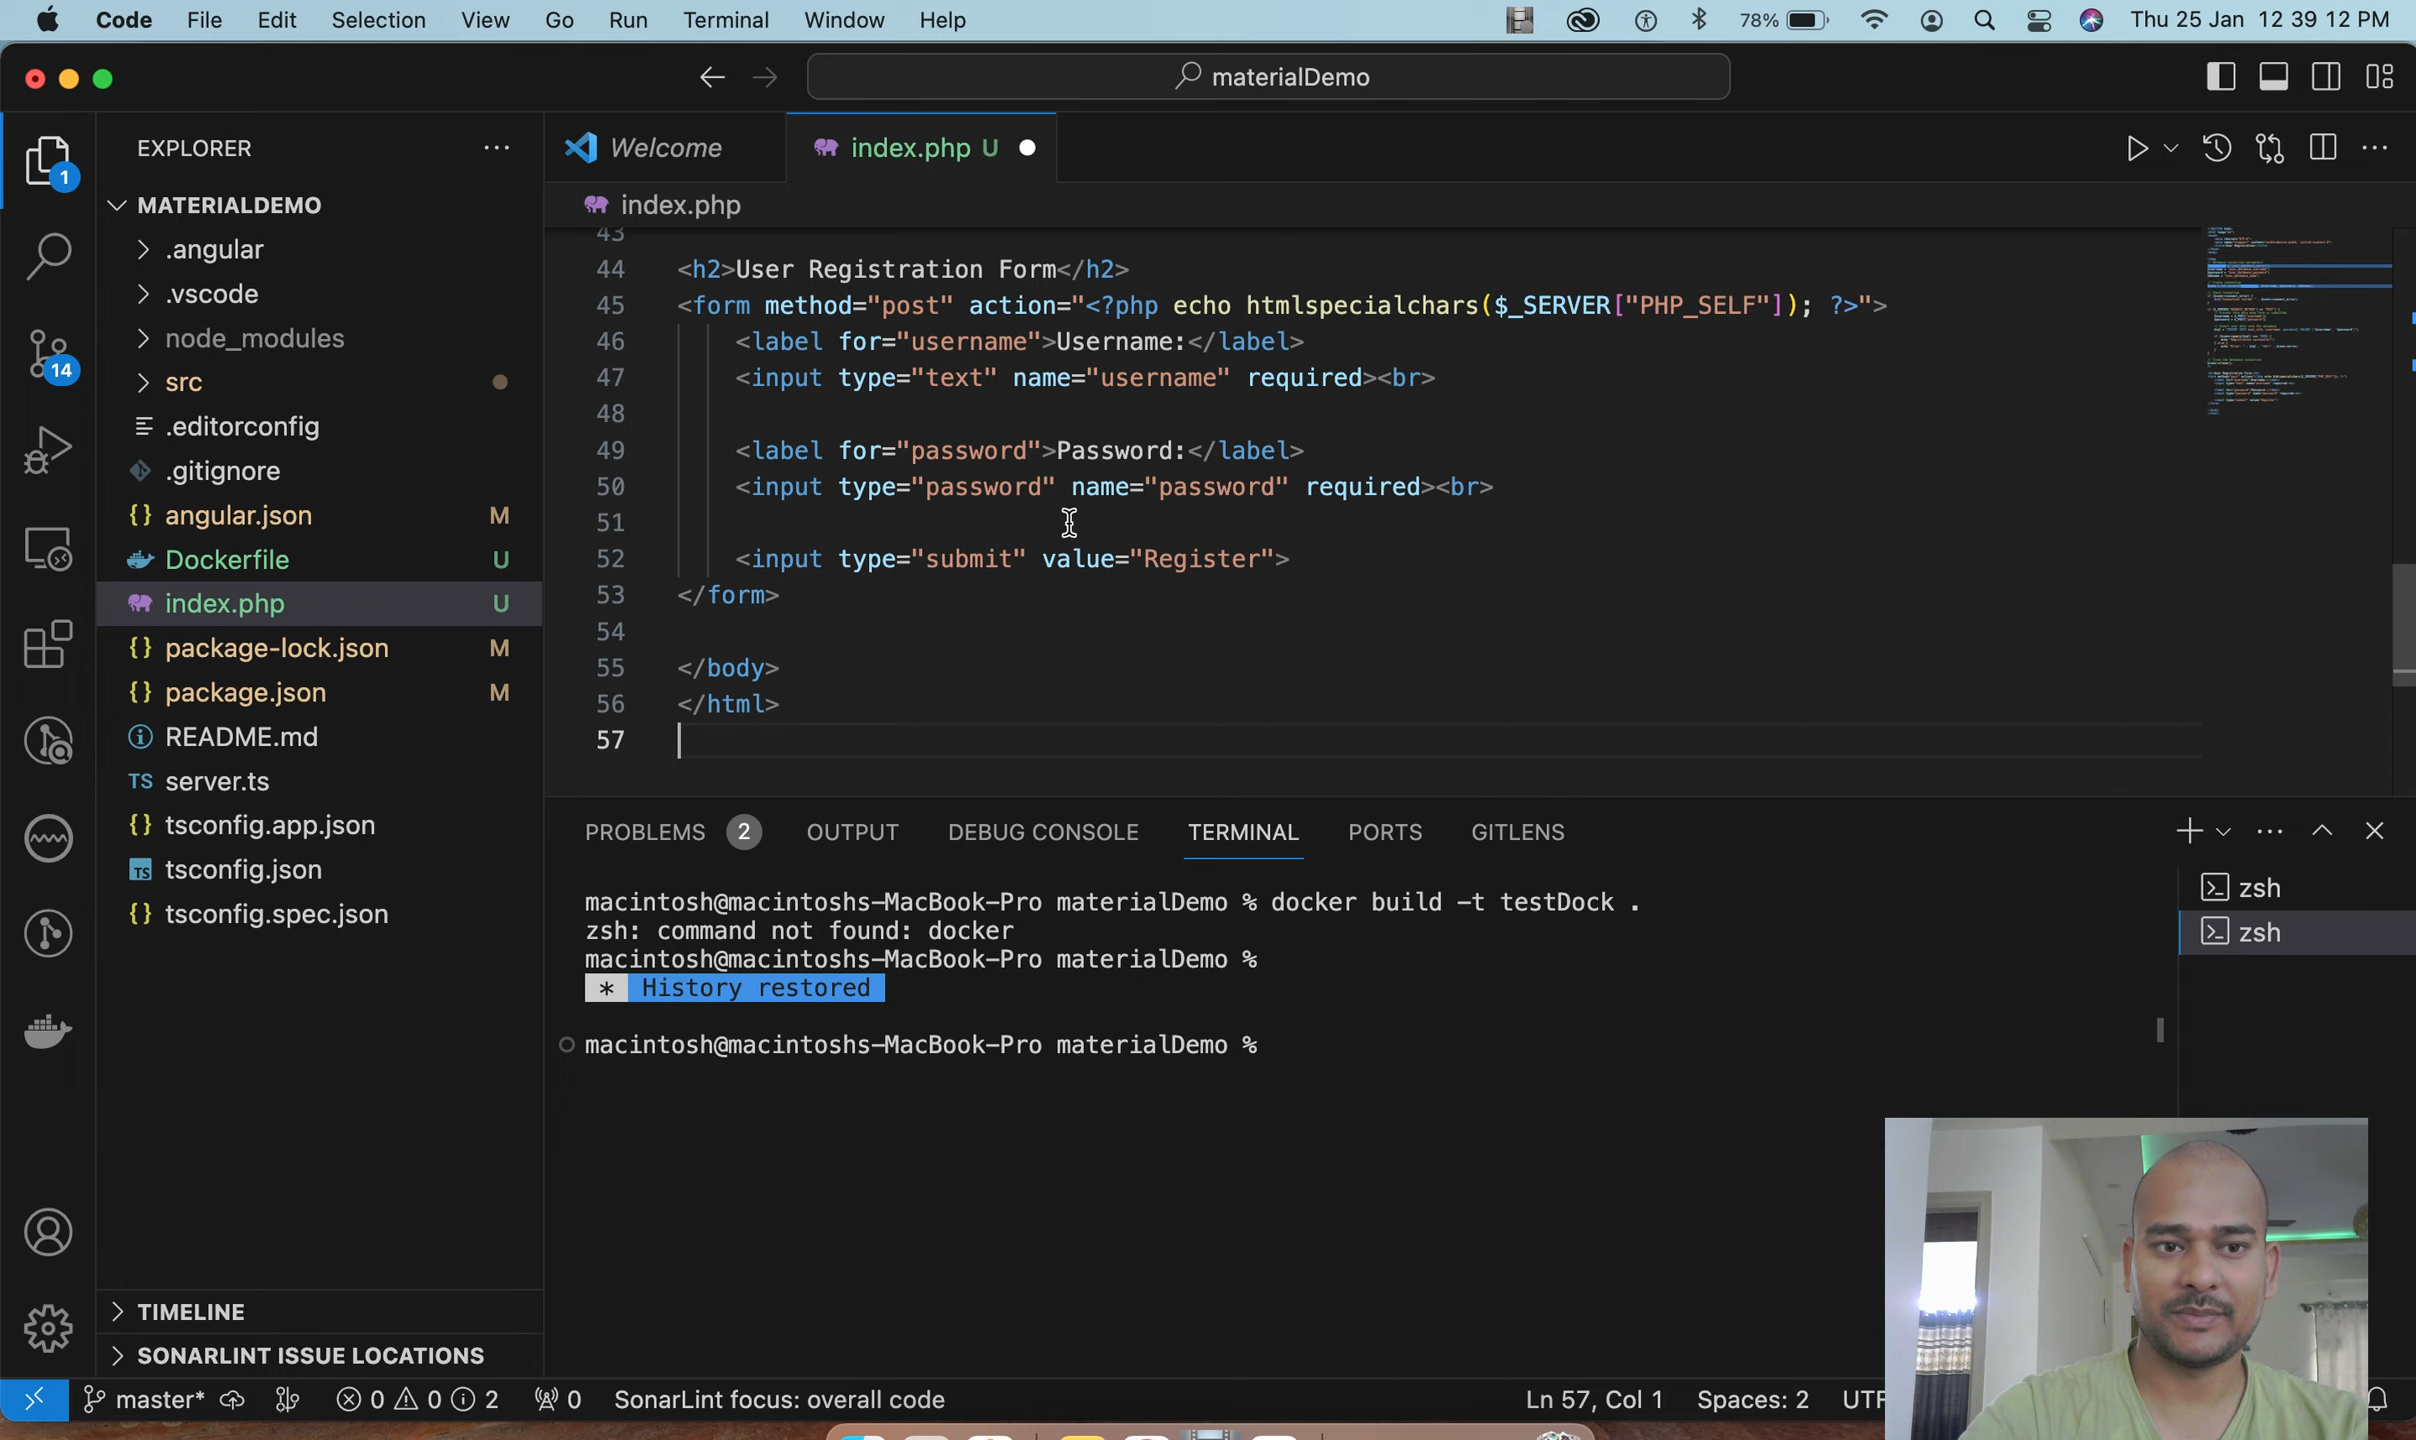 Code File Edit Selection View Go Run Terminal Window Help 78% Thu 25 Jan 12 39 12 PM
materialDemo
EXPLORER
Welcome
index.php U
1
MATERIALDEMO
index.php
.angular
.vscode
node_modules
src
.editorconfig
.gitignore
angular.json M
Dockerfile U
index.php U
package-lock.json M
package.json M
README.md
TS server.ts
tsconfig.app.json
TS tsconfig.json
tsconfig.spec.json
14
TIMELINE
SONARLINT ISSUE LOCATIONS
43
44 <h2>User Registration Form</h2>
45 <form method="post" action="<?php echo htmlspecialchars($_SERVER["PHP_SELF"]); ?>">
46 <label for="username">Username:</label>
47 <input type="text" name="username" required><br>
48
49 <label for="password">Password:</label>
50 <input type="password" name="password" required><br>
51
52 <input type="submit" value="Register">
53 </form>
54
55 </body>
56 </html>
57
PROBLEMS 2 OUTPUT DEBUG CONSOLE TERMINAL PORTS GITLENS
macintosh@macintoshs-MacBook-Pro materialDemo % docker build -t testDock .
zsh: command not found: docker
macintosh@macintoshs-MacBook-Pro materialDemo %
* History restored
macintosh@macintoshs-MacBook-Pro materialDemo %
zsh
zsh
master* 0 0 2 0 SonarLint focus: overall code Ln 57, Col 1 Spaces: 2 UTF